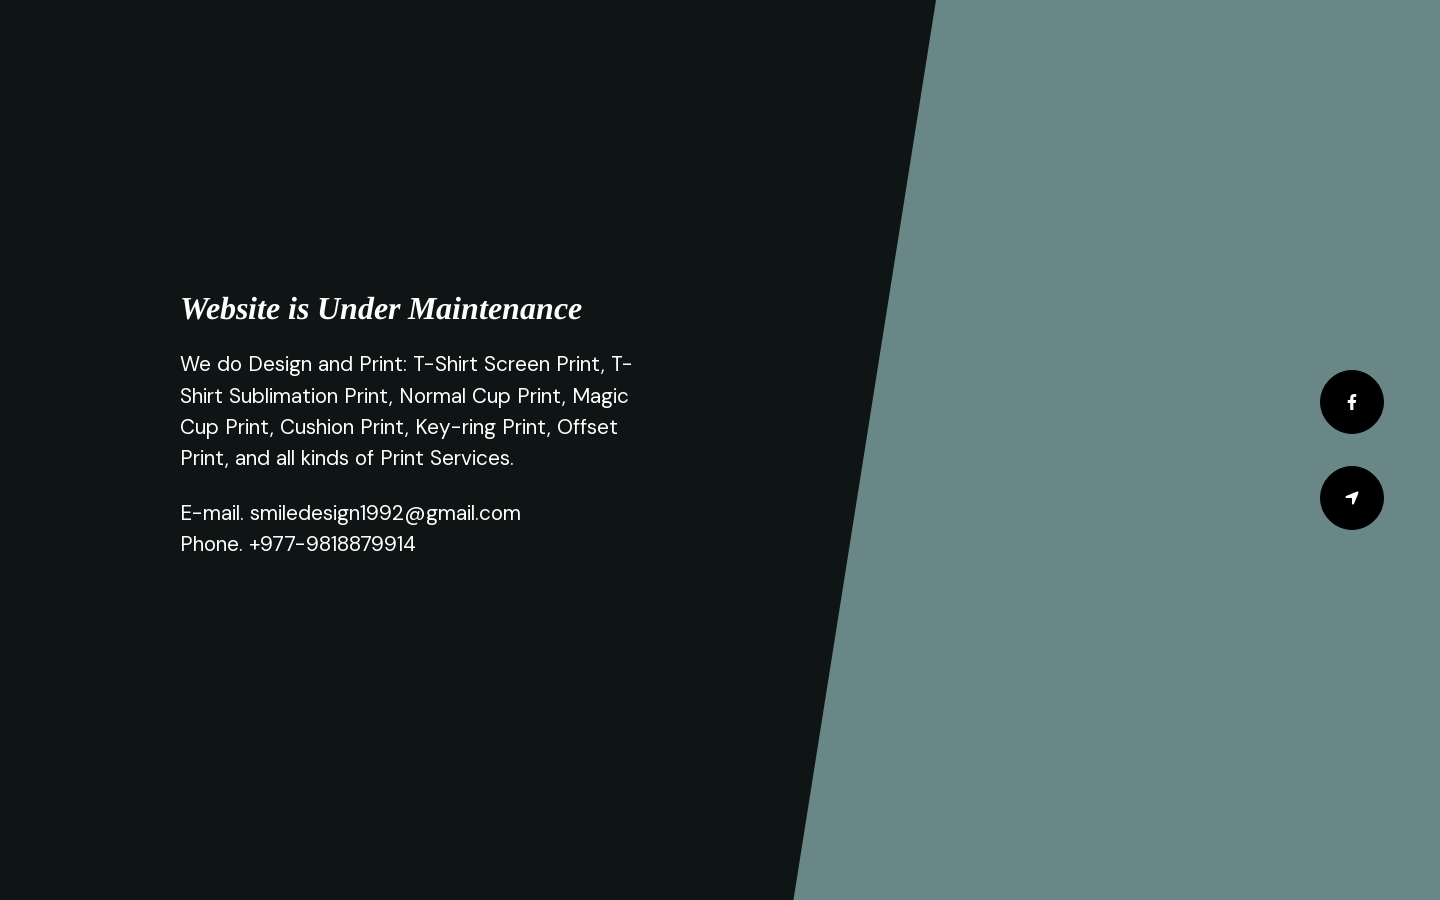 Website is Under Maintenance
We do Design and Print: T-Shirt Screen Print, T-
Shirt Sublimation Print, Normal Cup Print, Magic
Cup Print, Cushion Print, Key-ring Print, Offset
Print, and all kinds of Print Services.
E-mail. smiledesign1992@gmail.com
Phone. +977-9818879914